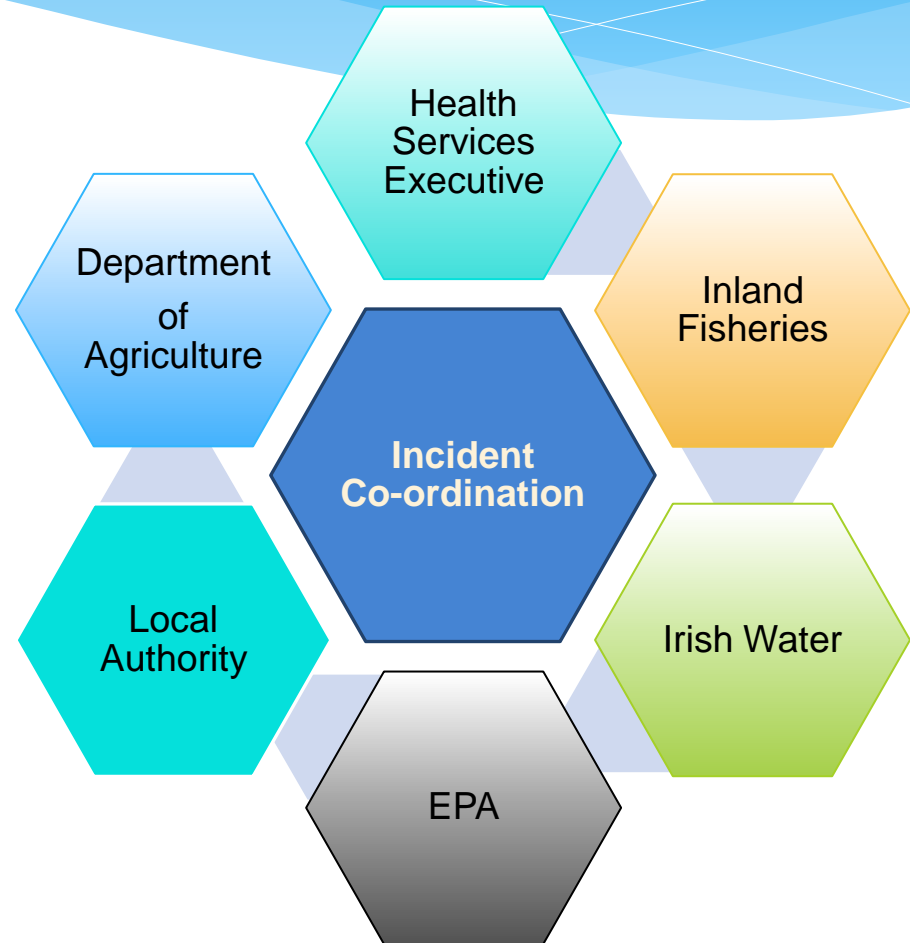 Health
Services
Executive
Department
of
Agriculture
Inland
Fisheries
Incident
Co-ordination
Local
Authority
Irish Water
EPA